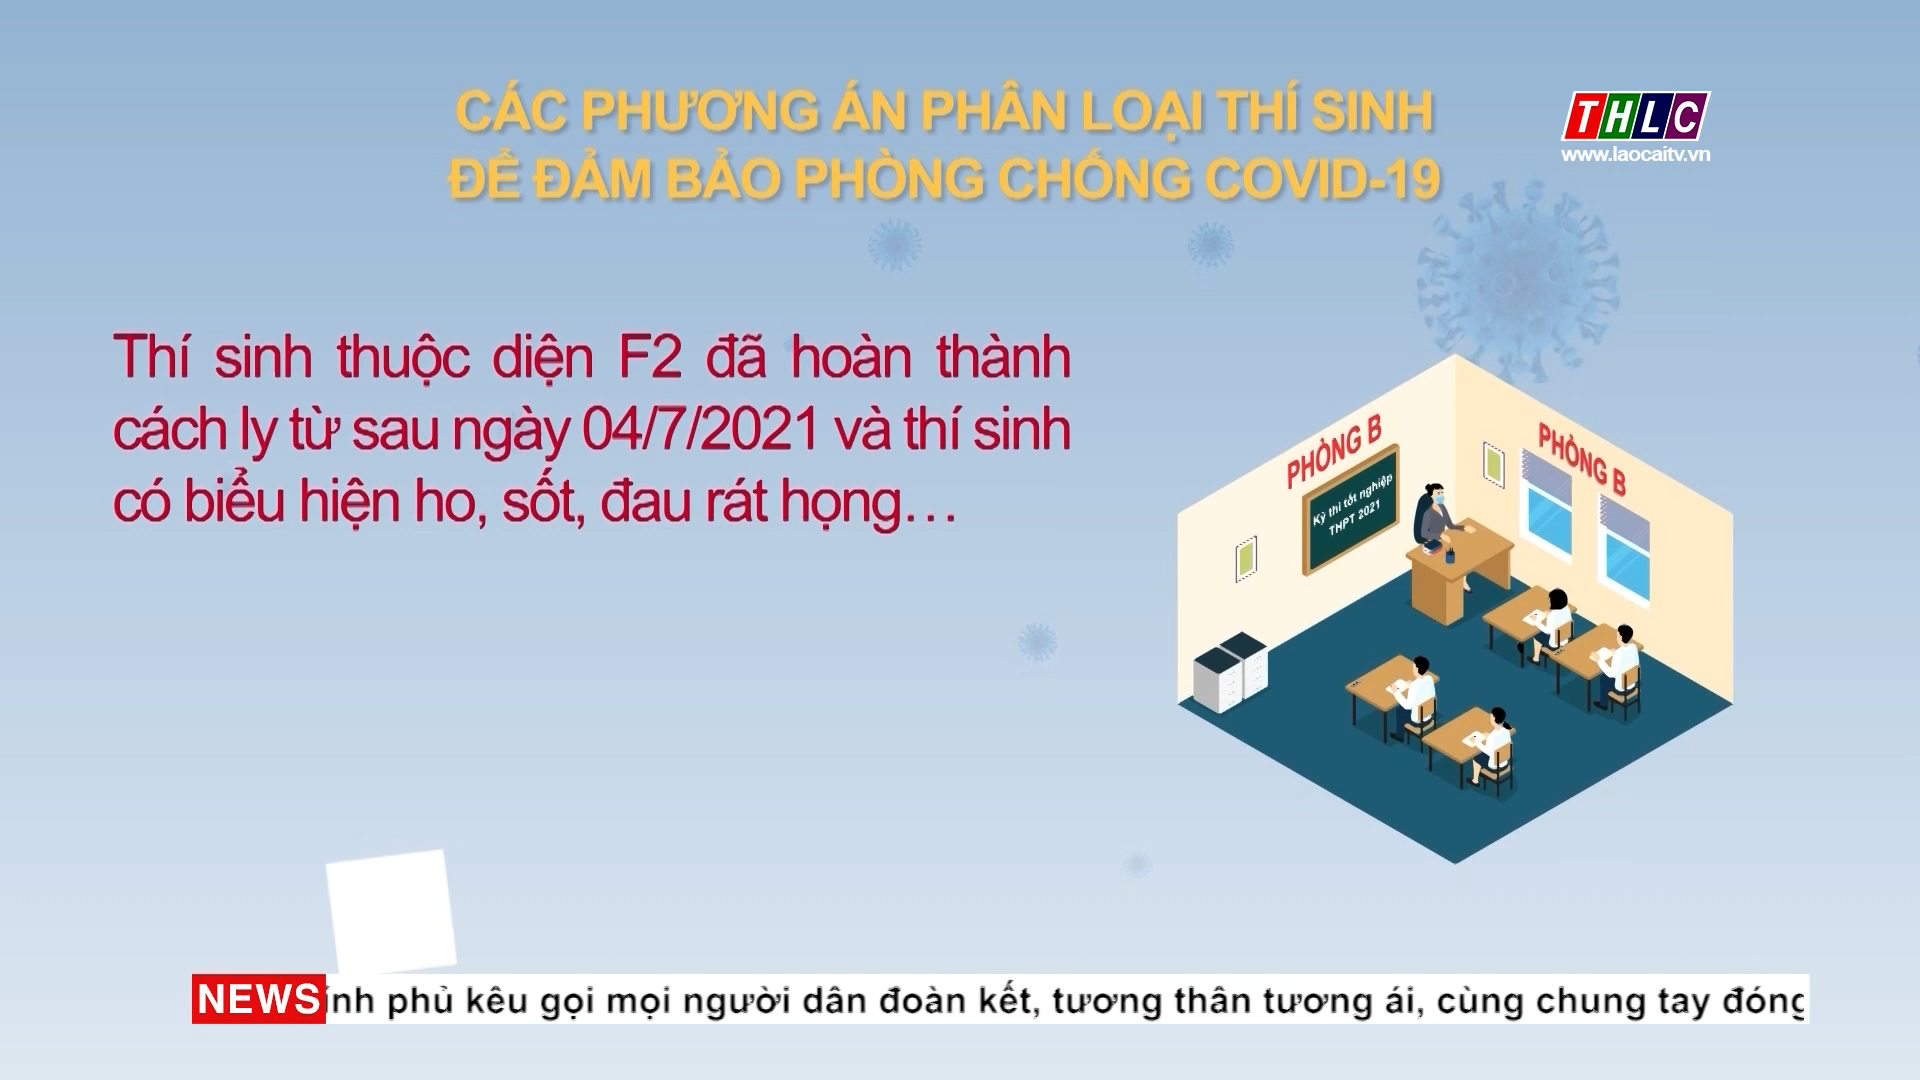 CÁC PHƯƠNG ÁN PHÂN LOẠI THÍ SINH
ĐỂ ĐẢM BẢO PHÒNG CHỐNG COVID-19
THLC
www.laocaitv.vn
Thí sinh thuộc diện F2 đã hoàn thành
cách ly từ sau ngày 04/7/2021 và thí sinh
có biểu hiện ho, sốt, đau rát họng…
PHÒNG B
PHÒNG B
Kỳ thi tốt nghiệp
THPT 2021
NEWS
ính phủ kêu gọi mọi người dân đoàn kết, tương thân tương ái, cùng chung tay đóng